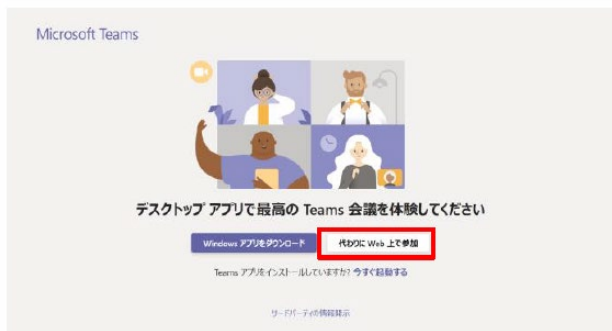 Microsoft Teams
デスクトップ アプリで最高の Teams 会議を体験してください
Windows アプリをダウンロード
代わりに Web 上で参加
Teams アプリをインストールしていますか? 今すぐ起動する
サードパーティの情報開示